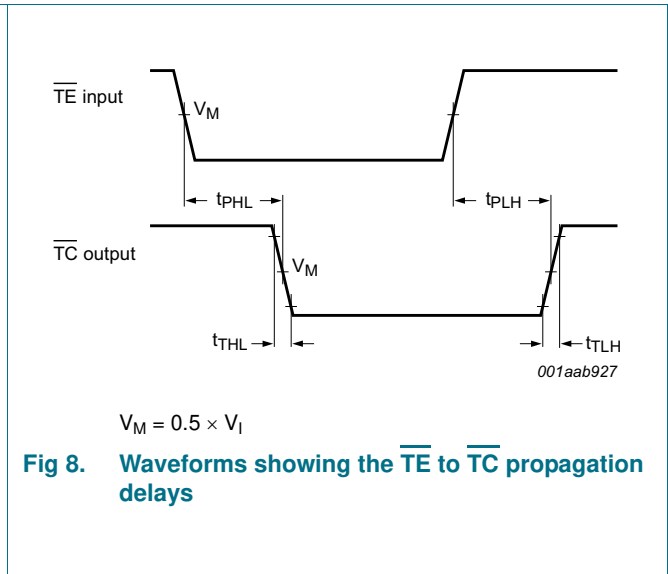 TE input
VM
tPHL
tPLH
TC output
VM
tTHL
tTLH
001aab927
VM = 0.5 × VI
Fig 8. Waveforms showing the TE to TC propagation
delays